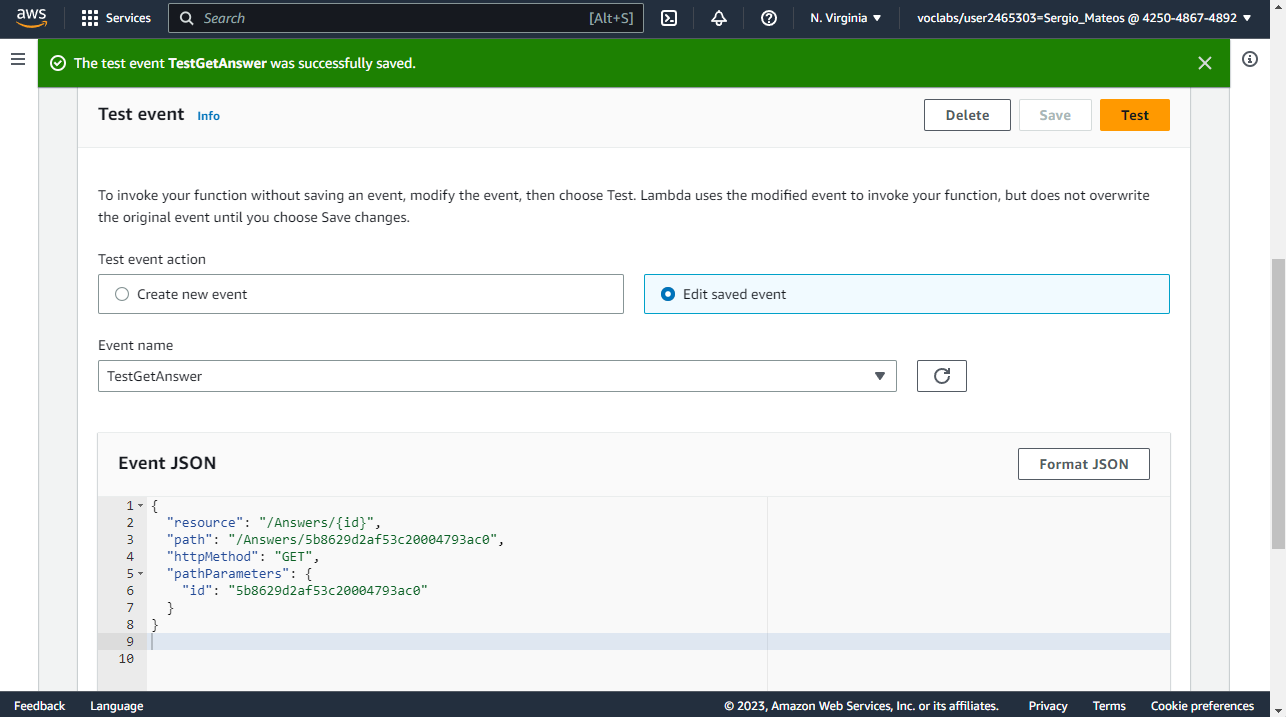 aws Services Search [Alt+S] N. Virginia voclabs/user2465303=Sergio_Mateos @ 4250-4867-4892
The test event TestGetAnswer was successfully saved.
Test event Info Delete Save Test
To invoke your function without saving an event, modify the event, then choose Test. Lambda uses the modified event to invoke your function, but does not overwrite
the original event until you choose Save changes.
Test event action
Create new event Edit saved event
Event name
TestGetAnswer
Event JSON Format JSON
1 {
2 "resource": "/Answers/{id}",
3 "path": "/Answers/5b8629d2af53c20004793ac0",
4 "httpMethod": "GET",
5 "pathParameters": {
6 "id": "5b8629d2af53c20004793ac0"
7 }
8 }
9
10
Feedback Language © 2023, Amazon Web Services, Inc. or its affiliates. Privacy Terms Cookie preferences